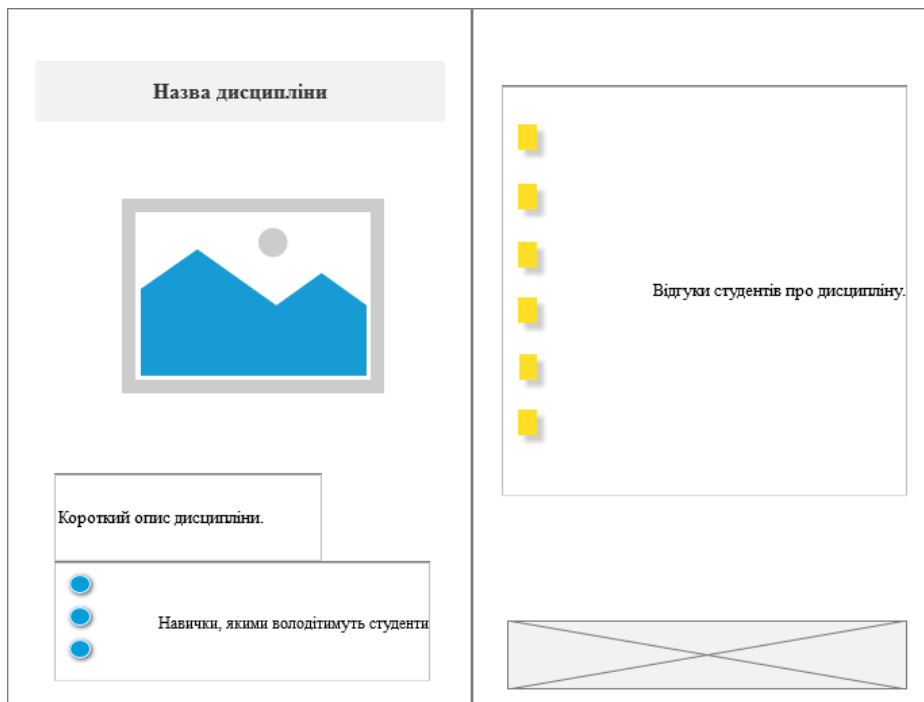 Назва дисципліни
Короткий опис дисципліни.
Навички, якими володітимуть студенти
Відгуки студентів про дисципліну.